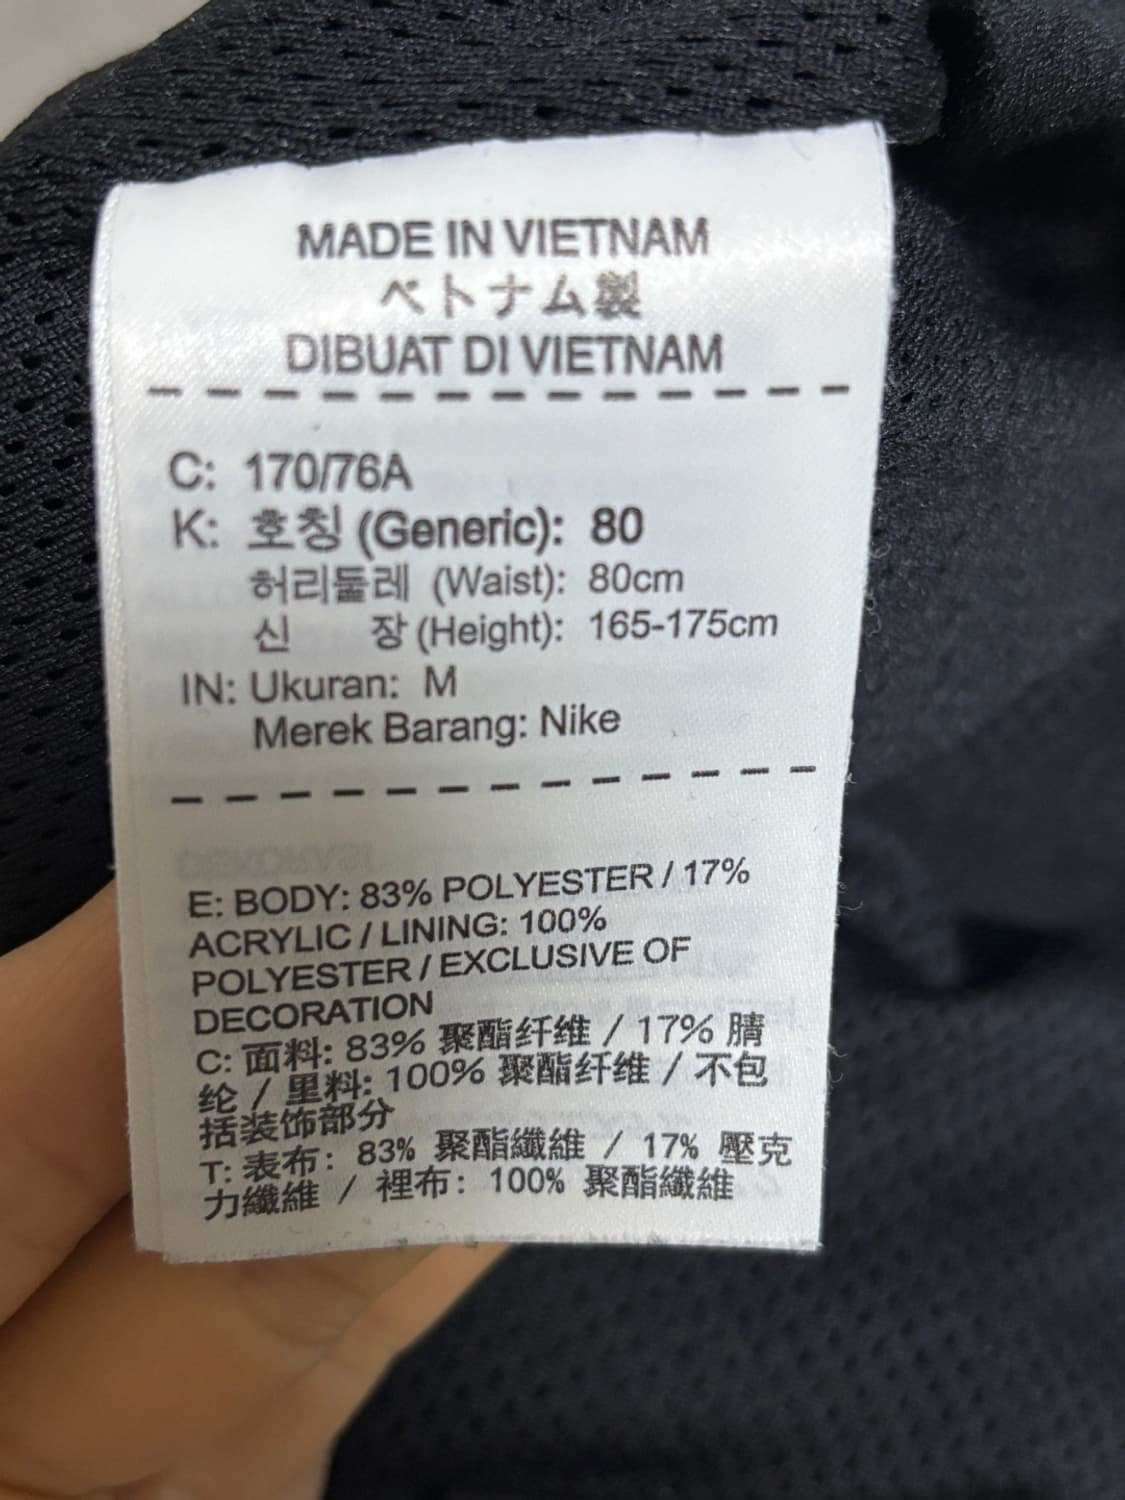 MADE IN VIETNAM
ベトナム製
DIBUAT DI VIETNAM
C: 170/76A
K: 호칭 (Generic): 80
허리둘레 (Waist): 80cm
신 장 (Height): 165-175cm
IN: Ukuran: M
Merek Barang: Nike
E: BODY: 83% POLYESTER / 17%
ACRYLIC / LINING: 100%
POLYESTER / EXCLUSIVE OF
DECORATION
C: 面料: 83% 聚酯纤维 / 17% 腈
纶 / 里料: 100% 聚酯纤维 / 不包
括装饰部分
T: 表布: 83% 聚酯纖維 / 17% 壓克
力纖維 / 裡布: 100% 聚酯纖維